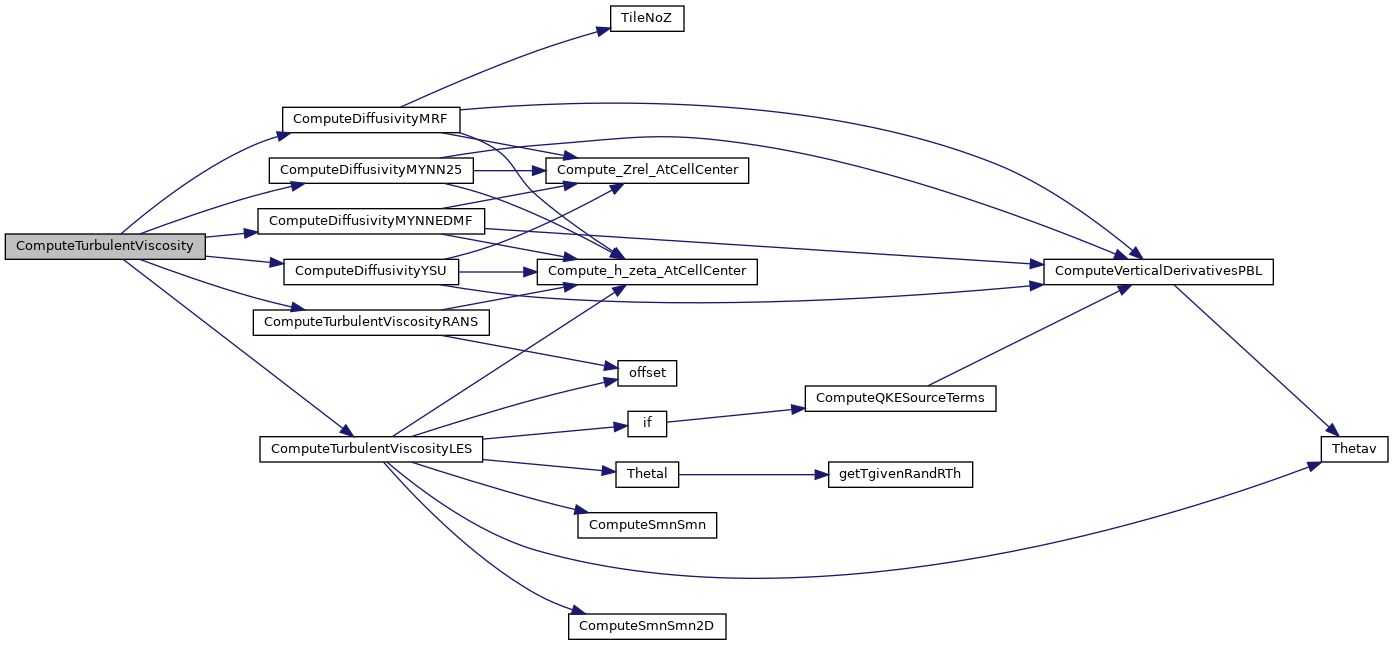 TileNoZ
ComputeDiffusivityMRF
ComputeDiffusivityMYNN25
Compute_Zrel_AtCellCenter
ComputeDiffusivityMYNNEDMF
ComputeTurbulentViscosity
ComputeDiffusivityYSU
Compute_h_zeta_AtCellCenter
ComputeVerticalDerivativesPBL
ComputeTurbulentViscosityRANS
offset
ComputeQKESourceTerms
if
ComputeTurbulentViscosityLES
Thetav
Thetal
getTgivenRandRTh
ComputeSmnSmn
ComputeSmnSmn2D